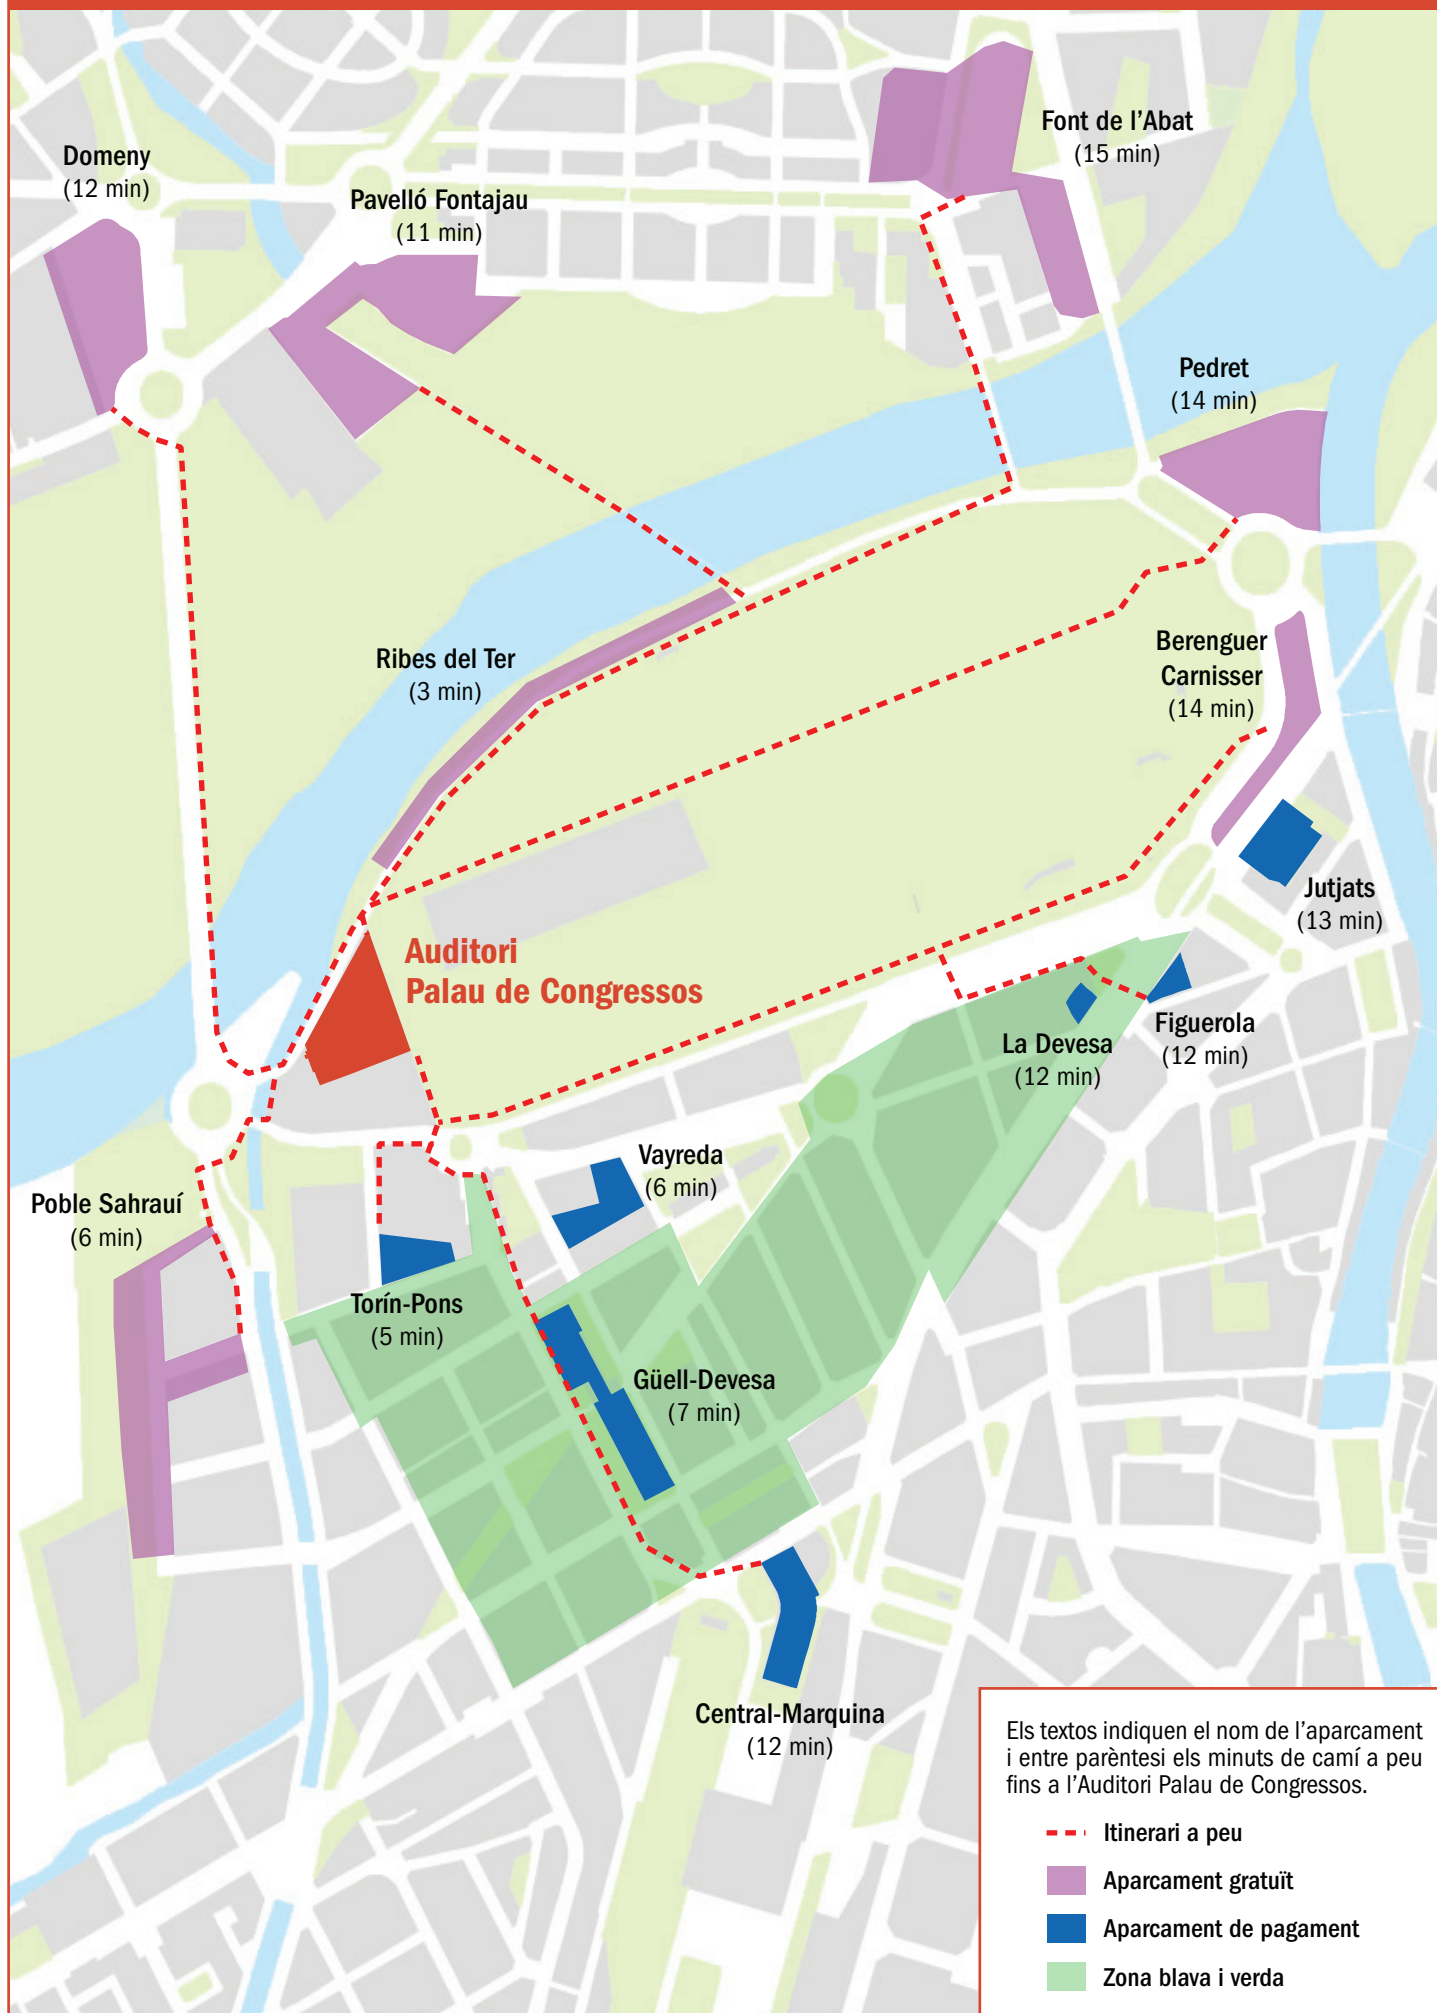 Font de l’Abat
(15 min)
Domeny
(12 min)
Pavelló Fontajau
(11 min)
Pedret
(14 min)
Berenguer
Carnisser
(14 min)
Ribes del Ter
(3 min)
Jutjats
(13 min)
Auditori
Palau de Congressos
Figuerola
(12 min)
La Devesa
(12 min)
Vayreda
(6 min)
Poble Sahrauí
(6 min)
Torín-Pons
(5 min)
Güell-Devesa
(7 min)
Central-Marquina
(12 min)
Els textos indiquen el nom de l’aparcament
i entre parèntesi els minuts de camí a peu
fins a l’Auditori Palau de Congressos.
Itinerari a peu
Aparcament gratuït
Aparcament de pagament
Zona blava i verda